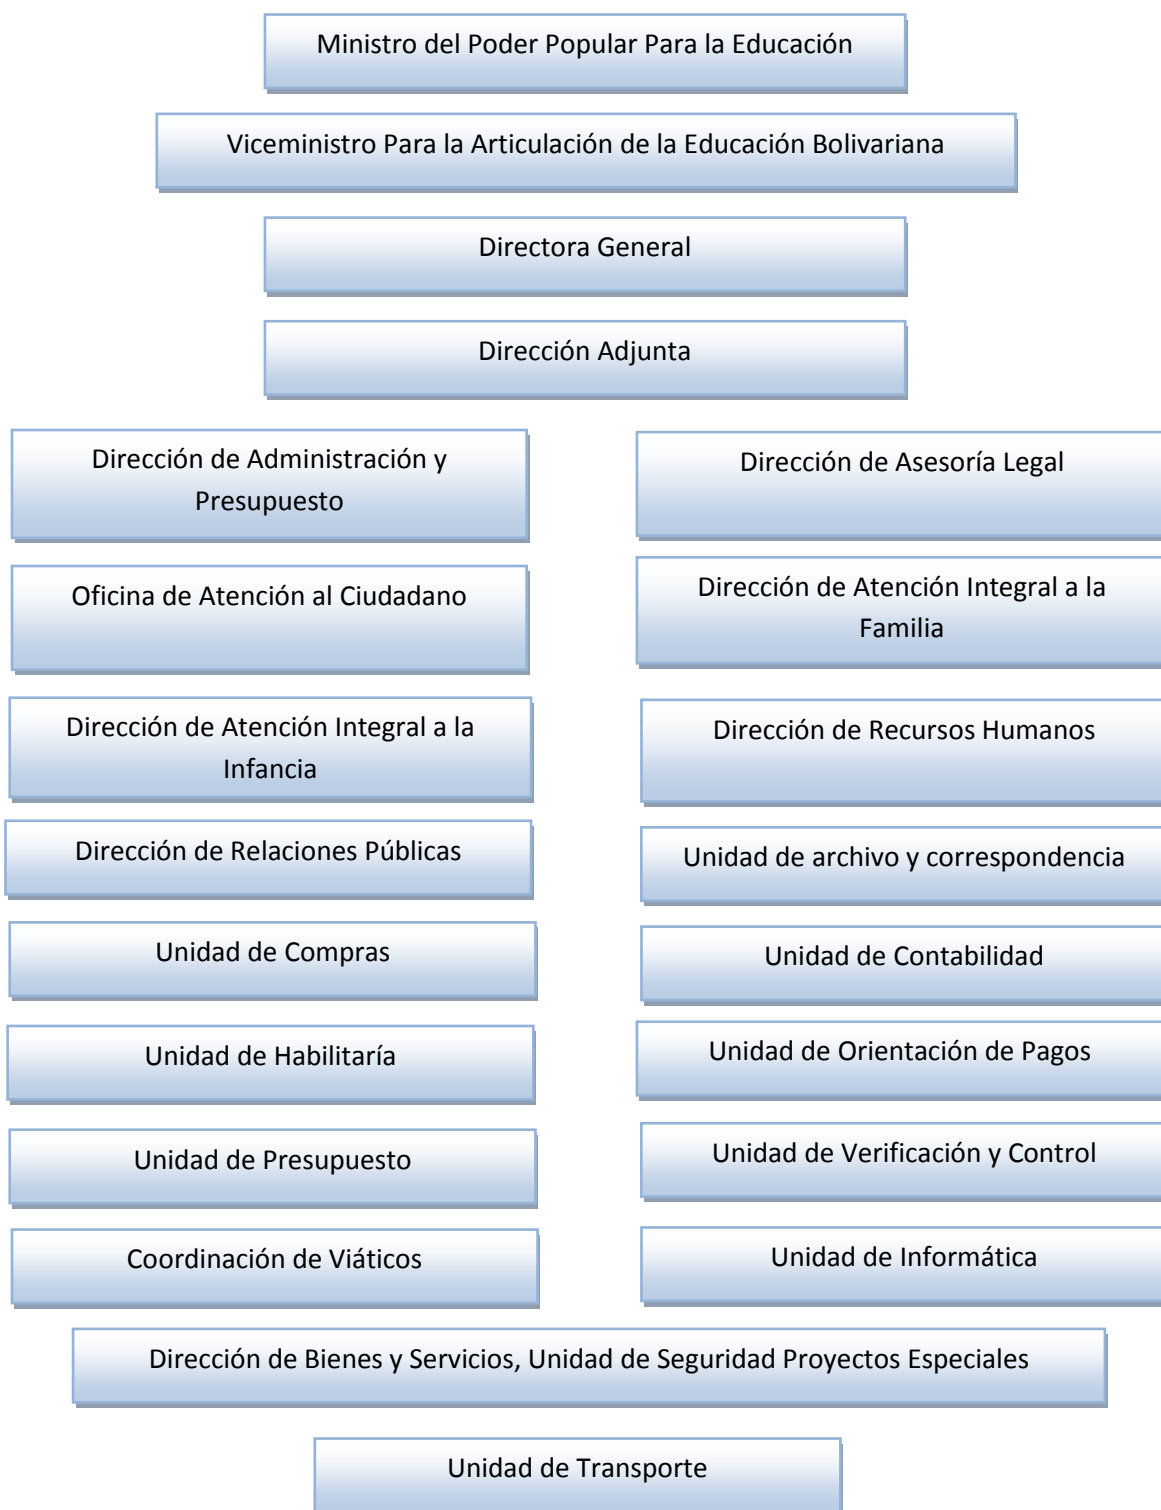 Ministro del Poder Popular Para la Educación
Viceministro Para la Articulación de la Educación Bolivariana
Directora General
Dirección Adjunta
Dirección de Administración y
Presupuesto
Dirección de Asesoría Legal
Oficina de Atención al Ciudadano
Dirección de Atención Integral a la
Familia
Dirección de Atención Integral a la
Infancia
Dirección de Recursos Humanos
Dirección de Relaciones Públicas
Unidad de archivo y correspondencia
Unidad de Compras
Unidad de Contabilidad
Unidad de Habilitaría
Unidad de Orientación de Pagos
Unidad de Presupuesto
Unidad de Verificación y Control
Coordinación de Viáticos
Unidad de Informática
Dirección de Bienes y Servicios, Unidad de Seguridad Proyectos Especiales
Unidad de Transporte